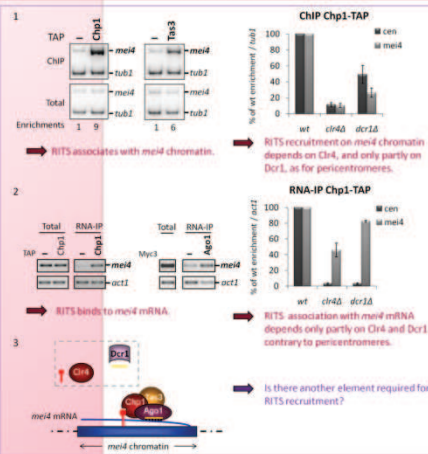 1
TAP – Chp1 – Tas3
ChIP
mei4 mei4
tub1 tub1
Total
mei4 mei4
tub1 tub1
Enrichments 1 9 1 6
RITS associates with mei4 chromatin.
ChIP Chp1-TAP
% of wt enrichment / tub1
100
80
60
40
20
0
cen
mei4
wt clr4Δ dcr1Δ
RITS recruitment on mei4 chromatin
depends on Clr4, and only partly on
Dcr1, as for pericentromeres.
2
Total RNA-IP Total RNA-IP
TAP – Chp1 – Chp1 Myc3 – Ago1
mei4 mei4
act1 act1
RITS binds to mei4 mRNA.
RNA-IP Chp1-TAP
% of wt enrichment / act1
100
80
60
40
20
0
cen
mei4
wt clr4Δ dcr1Δ
RITS association with mei4 mRNA
depends only partly on Clr4 and Dcr1
contrary to pericentromeres.
3
Dcr1
Clr4
Tas3
Chp1
Ago1
mei4 mRNA
mei4 chromatin
Is there another element required for
RITS recruitment?